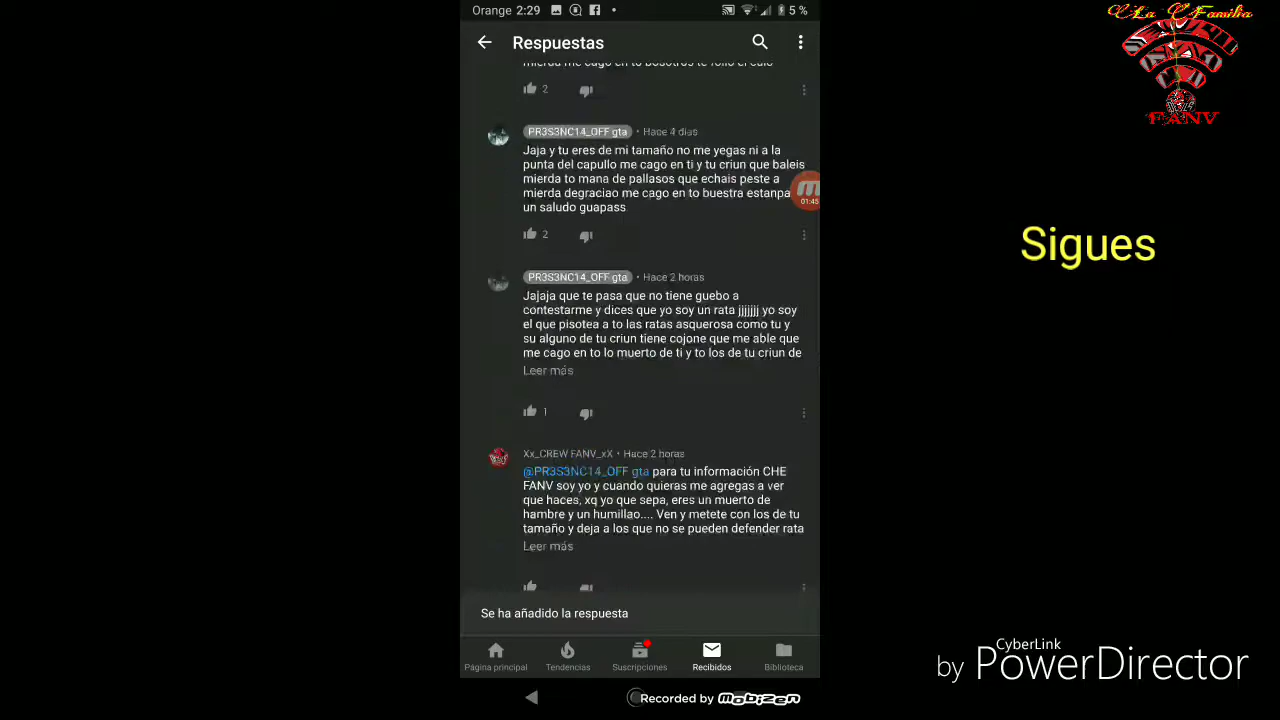 Orange 2:29
5 %
La Familia
Respuestas
mierda me cago en to bosotros te follo el culo
2
PR3S3NC14_OFF gta • Hace 4 días
Jaja y tu eres de mi tamaño no me yegas ni a la
punta del capullo me cago en ti y tu criun que baleis
mierda to mana de pallasos que echais peste a
mierda degraciao me cago en to buestra estanpa
un saludo guapass
01:45
2
PR3S3NC14_OFF gta • Hace 2 horas
Jajaja que te pasa que no tiene guebo a
contestarme y dices que yo soy un rata jjjjjjj yo soy
el que pisotea a to las ratas asquerosa como tu y
su alguno de tu criun tiene cojone que me able que
me cago en to lo muerto de ti y to los de tu criun de
Leer más
1
Xx_CREW FANV_xX • Hace 2 horas
@PR3S3NC14_OFF gta para tu información CHE
FANV soy yo y cuando quieras me agregas a ver
que haces, xq yo que sepa, eres un muerto de
hambre y un humillao.... Ven y metete con los de tu
tamaño y deja a los que no se pueden defender rata
Leer más
Se ha añadido la respuesta
Página principal
Tendencias
Suscripciones
Recibidos
Biblioteca
Recorded by mobizen
FANV
Sigues
CyberLink
by PowerDirector